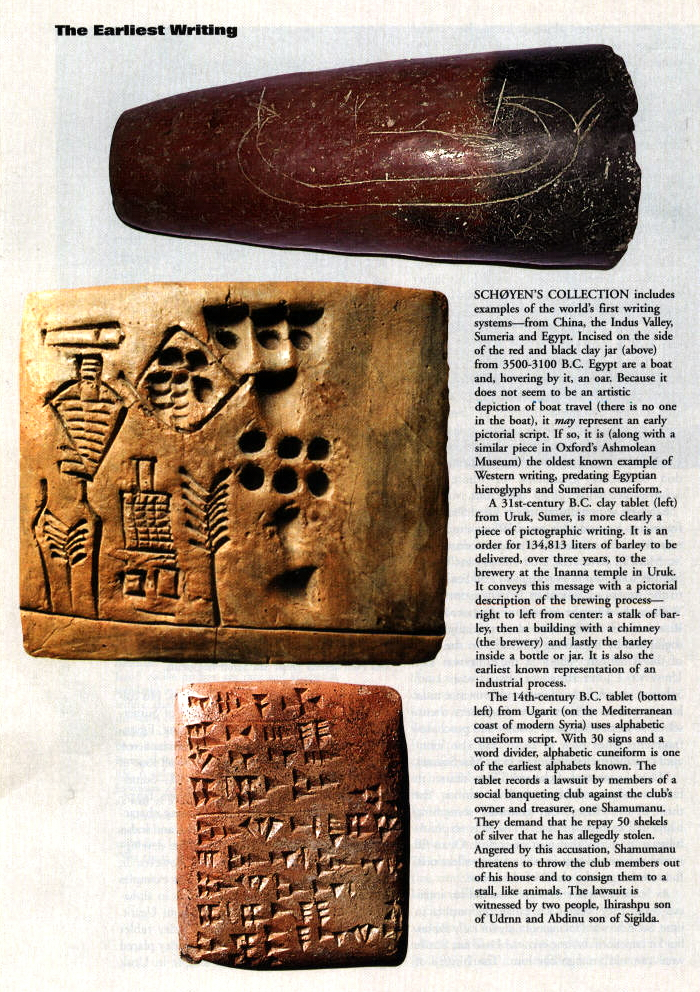 The Earliest Writing
SCHØYEN'S COLLECTION includes
examples of the world's first writing
systems—from China, the Indus Valley,
Sumeria and Egypt. Incised on the side
of the red and black clay jar (above)
from 3500-3100 B.C. Egypt are a boat
and, hovering by it, an oar. Because it
does not seem to be an artistic
depiction of boat travel (there is no one
in the boat), it may represent an early
pictorial script. If so, it is (along with a
similar piece in Oxford's Ashmolean
Museum) the oldest known example of
Western writing, predating Egyptian
hieroglyphs and Sumerian cuneiform.
A 31st-century B.C. clay tablet (left)
from Uruk, Sumer, is more clearly a
piece of pictographic writing. It is an
order for 134,813 liters of barley to be
delivered, over three years, to the
brewery at the Inanna temple in Uruk.
It conveys this message with a pictorial
description of the brewing process—
right to left from center: a stalk of bar-
ley, then a building with a chimney
(the brewery) and lastly the barley
inside a bottle or jar. It is also the
earliest known representation of an
industrial process.
The 14th-century B.C. tablet (bottom
left) from Ugarit (on the Mediterranean
coast of modern Syria) uses alphabetic
cuneiform script. With 30 signs and a
word divider, alphabetic cuneiform is one
of the earliest alphabets known. The
tablet records a lawsuit by members of a
social banqueting club against the club's
owner and treasurer, one Shamumanu.
They demand that he repay 50 shekels
of silver that he has allegedly stolen.
Angered by this accusation, Shamumanu
threatens to throw the club members out
of his house and to consign them to a
stall, like animals. The lawsuit is
witnessed by two people, Ihirashpu son
of Udrnn and Abdinu son of Sigilda.